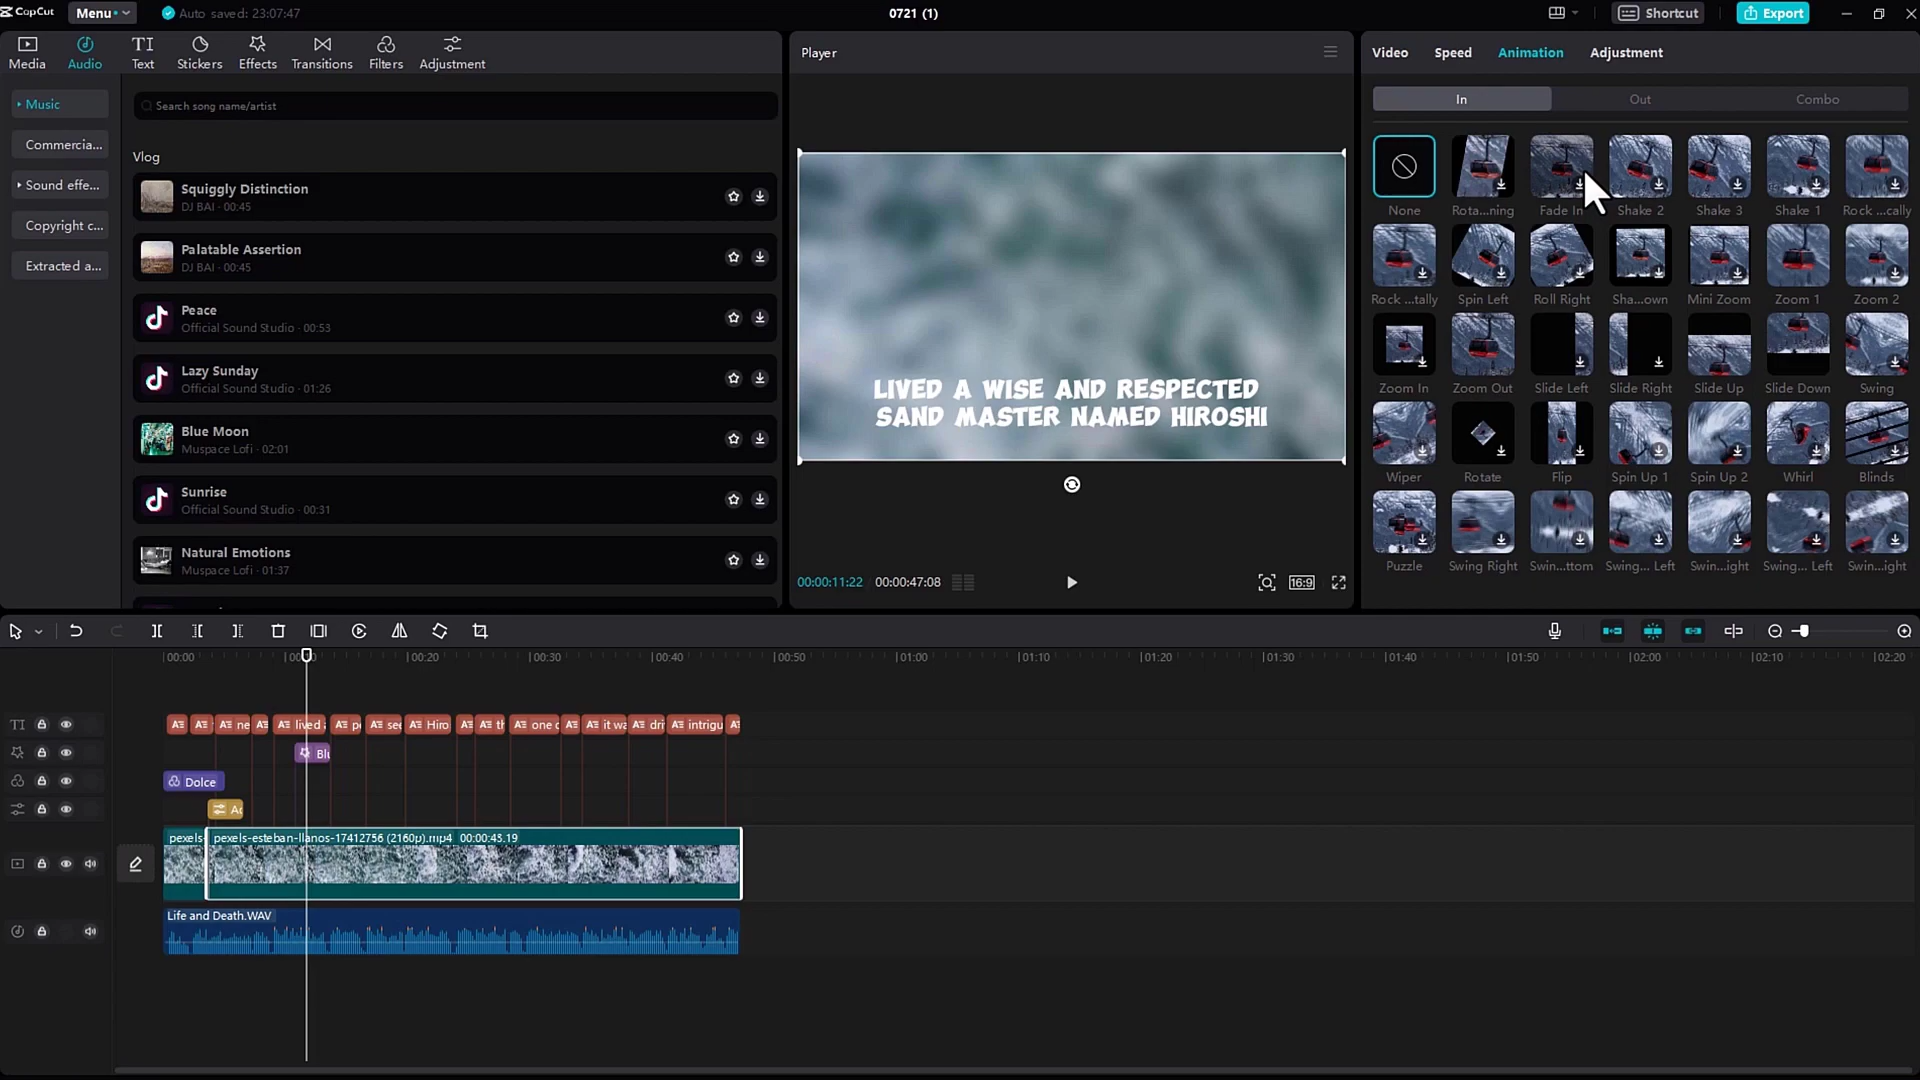 CapCut
Menu
Auto saved: 23:07:47
0721 (1)
Shortcut
Export
Media
Audio
Text
Stickers
Effects
Transitions
Filters
Adjustment
Music
Commercia...
Sound effe...
Copyright c...
Extracted a...
Search song name/artist
Vlog
Squiggly Distinction
DJ BAI · 00:45
Palatable Assertion
DJ BAI · 00:45
Peace
Official Sound Studio · 00:53
Lazy Sunday
Official Sound Studio · 01:26
Blue Moon
Muspace Lofi · 02:01
Sunrise
Official Sound Studio · 00:31
Natural Emotions
Muspace Lofi · 01:37
Player
LIVED A WISE AND RESPECTED
SAND MASTER NAMED HIROSHI
00:00:11:22
00:00:47:08
16:9
Video
Speed
Animation
Adjustment
In
Out
Combo
None
Rota...ning
Fade In
Shake 2
Shake 3
Shake 1
Rock ...cally
Rock ...tally
Spin Left
Roll Right
Sha...own
Mini Zoom
Zoom 1
Zoom 2
Zoom In
Zoom Out
Slide Left
Slide Right
Slide Up
Slide Down
Swing
Wiper
Rotate
Flip
Spin Up 1
Spin Up 2
Whirl
Blinds
Puzzle
Swing Right
Swin...ttom
Swing... Left
Swin...ight
Swing... Left
Swin...ight
00:00
00:20
00:30
00:40
00:50
01:00
01:10
01:20
01:30
01:40
01:50
02:00
02:10
02:20
TI
ne
lived a
pe
see
Hiro
th
one c
it wa
dri
intrigu
Blu
Dolce
Ac
pexels-
pexels-esteban-llanos-17412756 (2160p).mp4 00:00:43:19
Life and Death.WAV